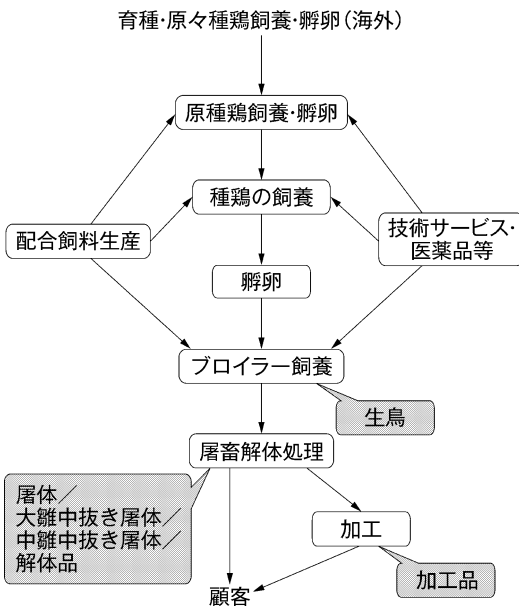 育種･原々種鶏飼養･孵卵（海外）
原種鶏飼養･孵卵
種鶏の飼養
配合飼料生産
技術サービス･
医薬品等
孵卵
ブロイラー飼養
生鳥
屠畜解体処理
屠体／
大雛中抜き屠体／
中雛中抜き屠体／
解体品
加工
加工品
顧客